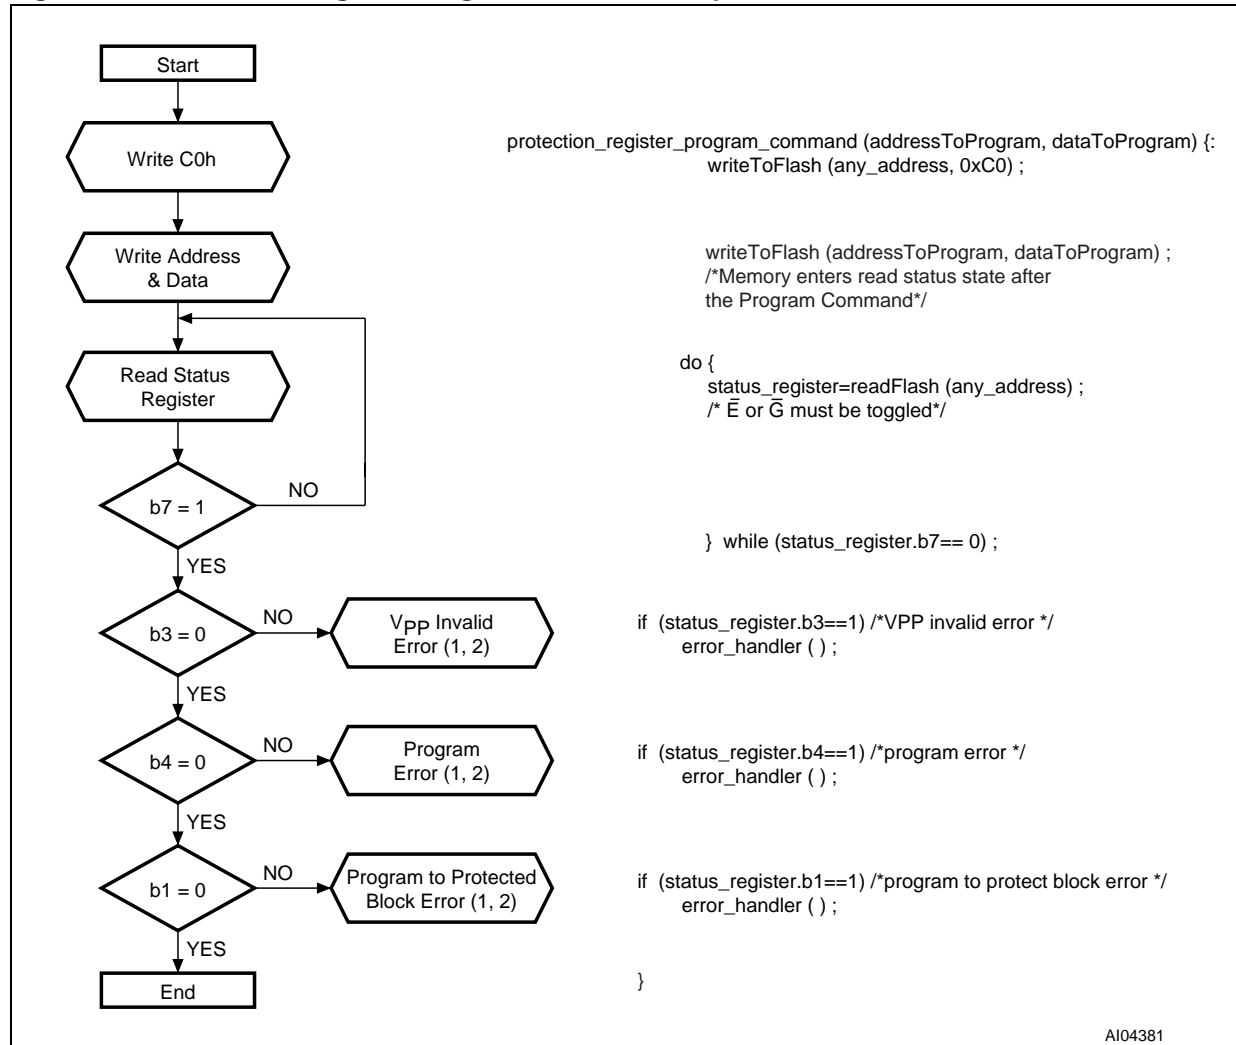 Start
Write C0h
protection_register_program_command (addressToProgram, dataToProgram) {:
writeToFlash (any_address, 0xC0) ;
Write Address
& Data
writeToFlash (addressToProgram, dataToProgram) ;
/*Memory enters read status state after
the Program Command*/
Read Status
Register
do {
status_register=readFlash (any_address) ;
/* E̅ or G̅ must be toggled*/
b7 = 1
NO
YES
} while (status_register.b7== 0) ;
b3 = 0
NO
YES
VPP Invalid
Error (1, 2)
if (status_register.b3==1) /*VPP invalid error */
error_handler ( ) ;
b4 = 0
NO
YES
Program
Error (1, 2)
if (status_register.b4==1) /*program error */
error_handler ( ) ;
b1 = 0
NO
YES
Program to Protected
Block Error (1, 2)
if (status_register.b1==1) /*program to protect block error */
error_handler ( ) ;
End
}
AI04381